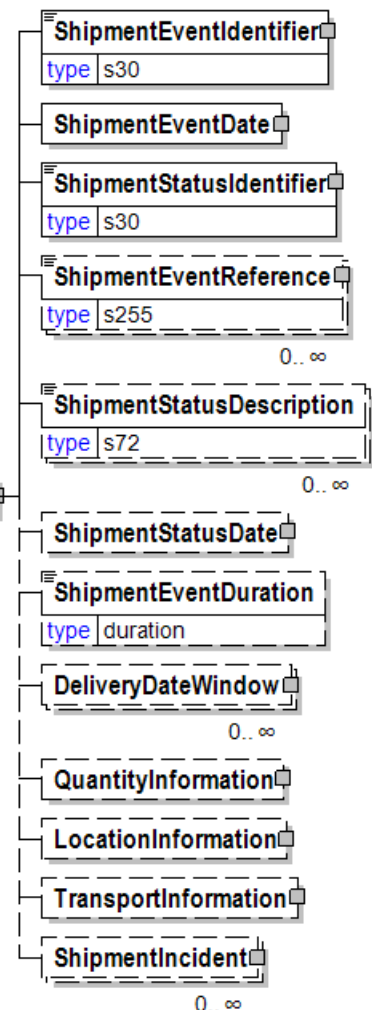 ShipmentEventIdentifier
type s30
ShipmentEventDate
ShipmentStatusIdentifier
type s30
ShipmentEventReference
type s255
0.. ∞
ShipmentStatusDescription
type s72
0.. ∞
ShipmentStatusDate
ShipmentEventDuration
type duration
DeliveryDateWindow
0.. ∞
QuantityInformation
LocationInformation
TransportInformation
ShipmentIncident
0.. ∞